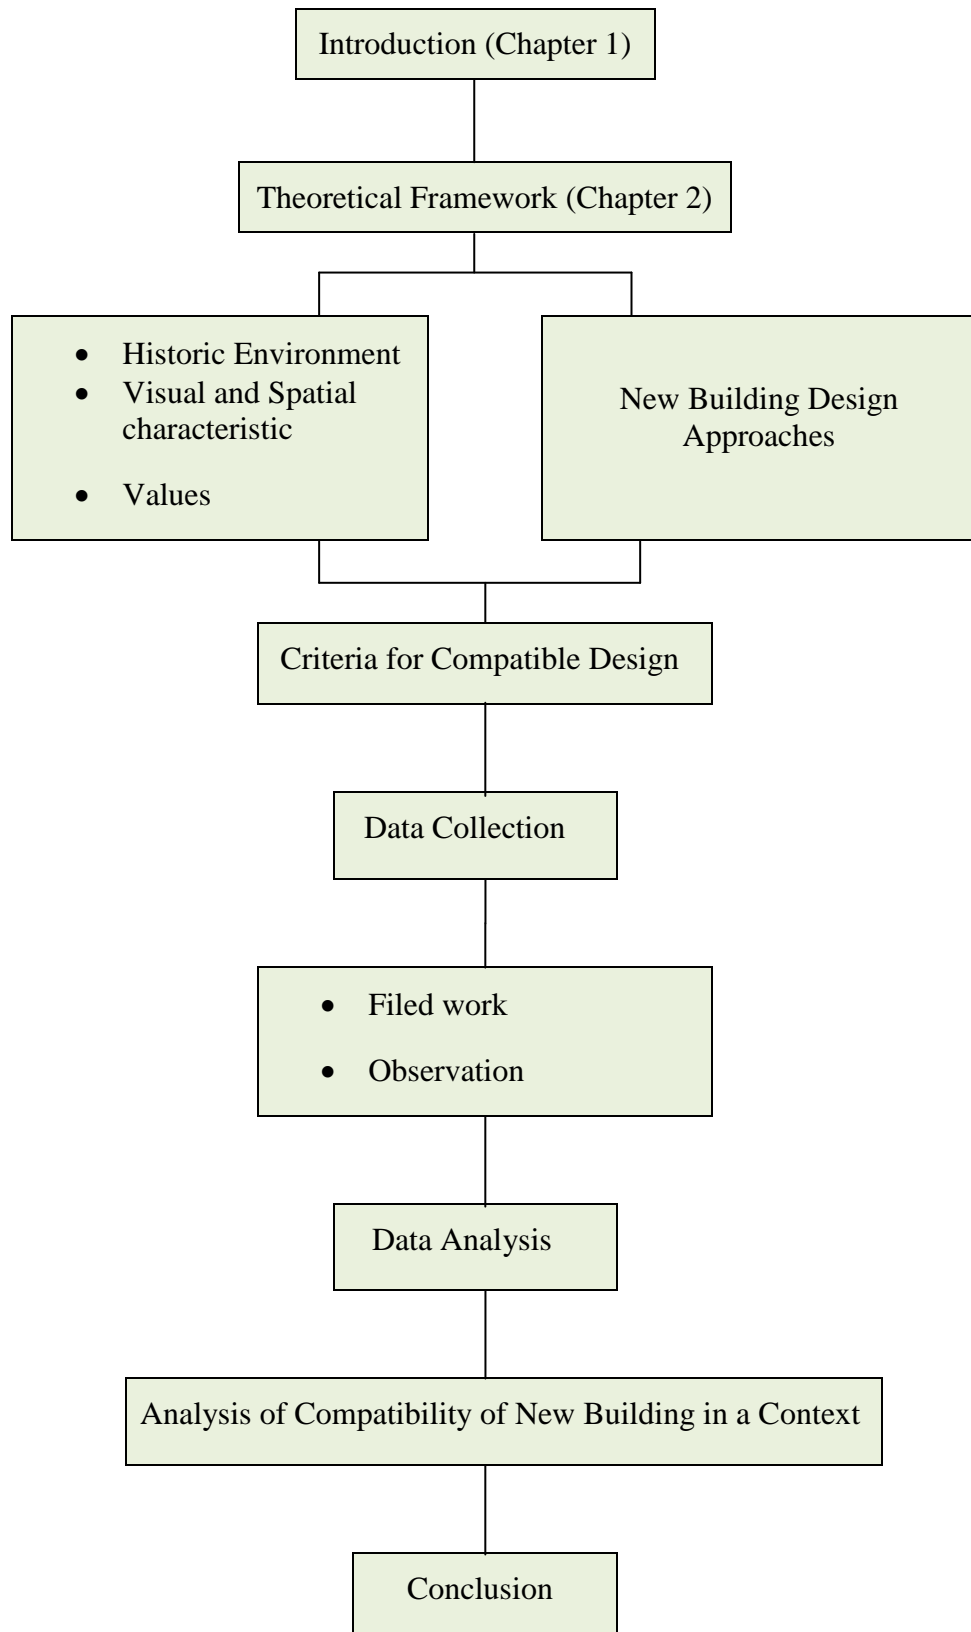 Introduction (Chapter 1)
Theoretical Framework (Chapter 2)
• Historic Environment
• Visual and Spatial
characteristic
• Values
New Building Design
Approaches
Criteria for Compatible Design
Data Collection
• Filed work
• Observation
Data Analysis
Analysis of Compatibility of New Building in a Context
Conclusion